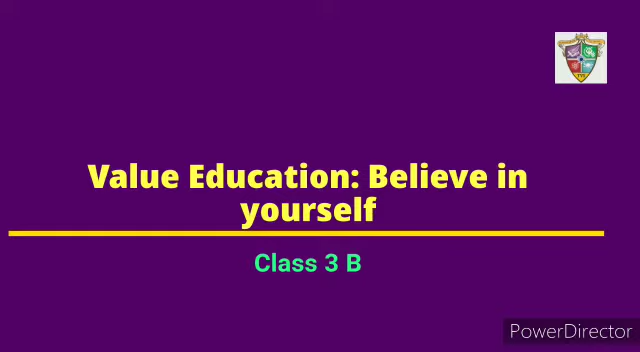 Value Education: Believe in
yourself
Class 3 B
PowerDirector